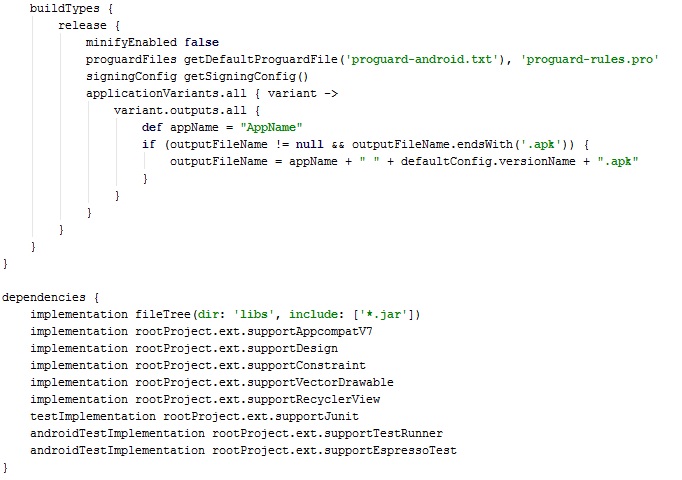 buildTypes {
release {
minifyEnabled false
proguardFiles getDefaultProguardFile('proguard-android.txt'), 'proguard-rules.pro'
signingConfig getSigningConfig()
applicationVariants.all { variant ->
variant.outputs.all {
def appName = "AppName"
if (outputFileName != null && outputFileName.endsWith('.apk')) {
outputFileName = appName + " " + defaultConfig.versionName + ".apk"
}
}
}
}
}
}
dependencies {
implementation fileTree(dir: 'libs', include: ['*.jar'])
implementation rootProject.ext.supportAppcompatV7
implementation rootProject.ext.supportDesign
implementation rootProject.ext.supportConstraint
implementation rootProject.ext.supportVectorDrawable
implementation rootProject.ext.supportRecyclerView
testImplementation rootProject.ext.supportJunit
androidTestImplementation rootProject.ext.supportTestRunner
androidTestImplementation rootProject.ext.supportEspressoTest
}